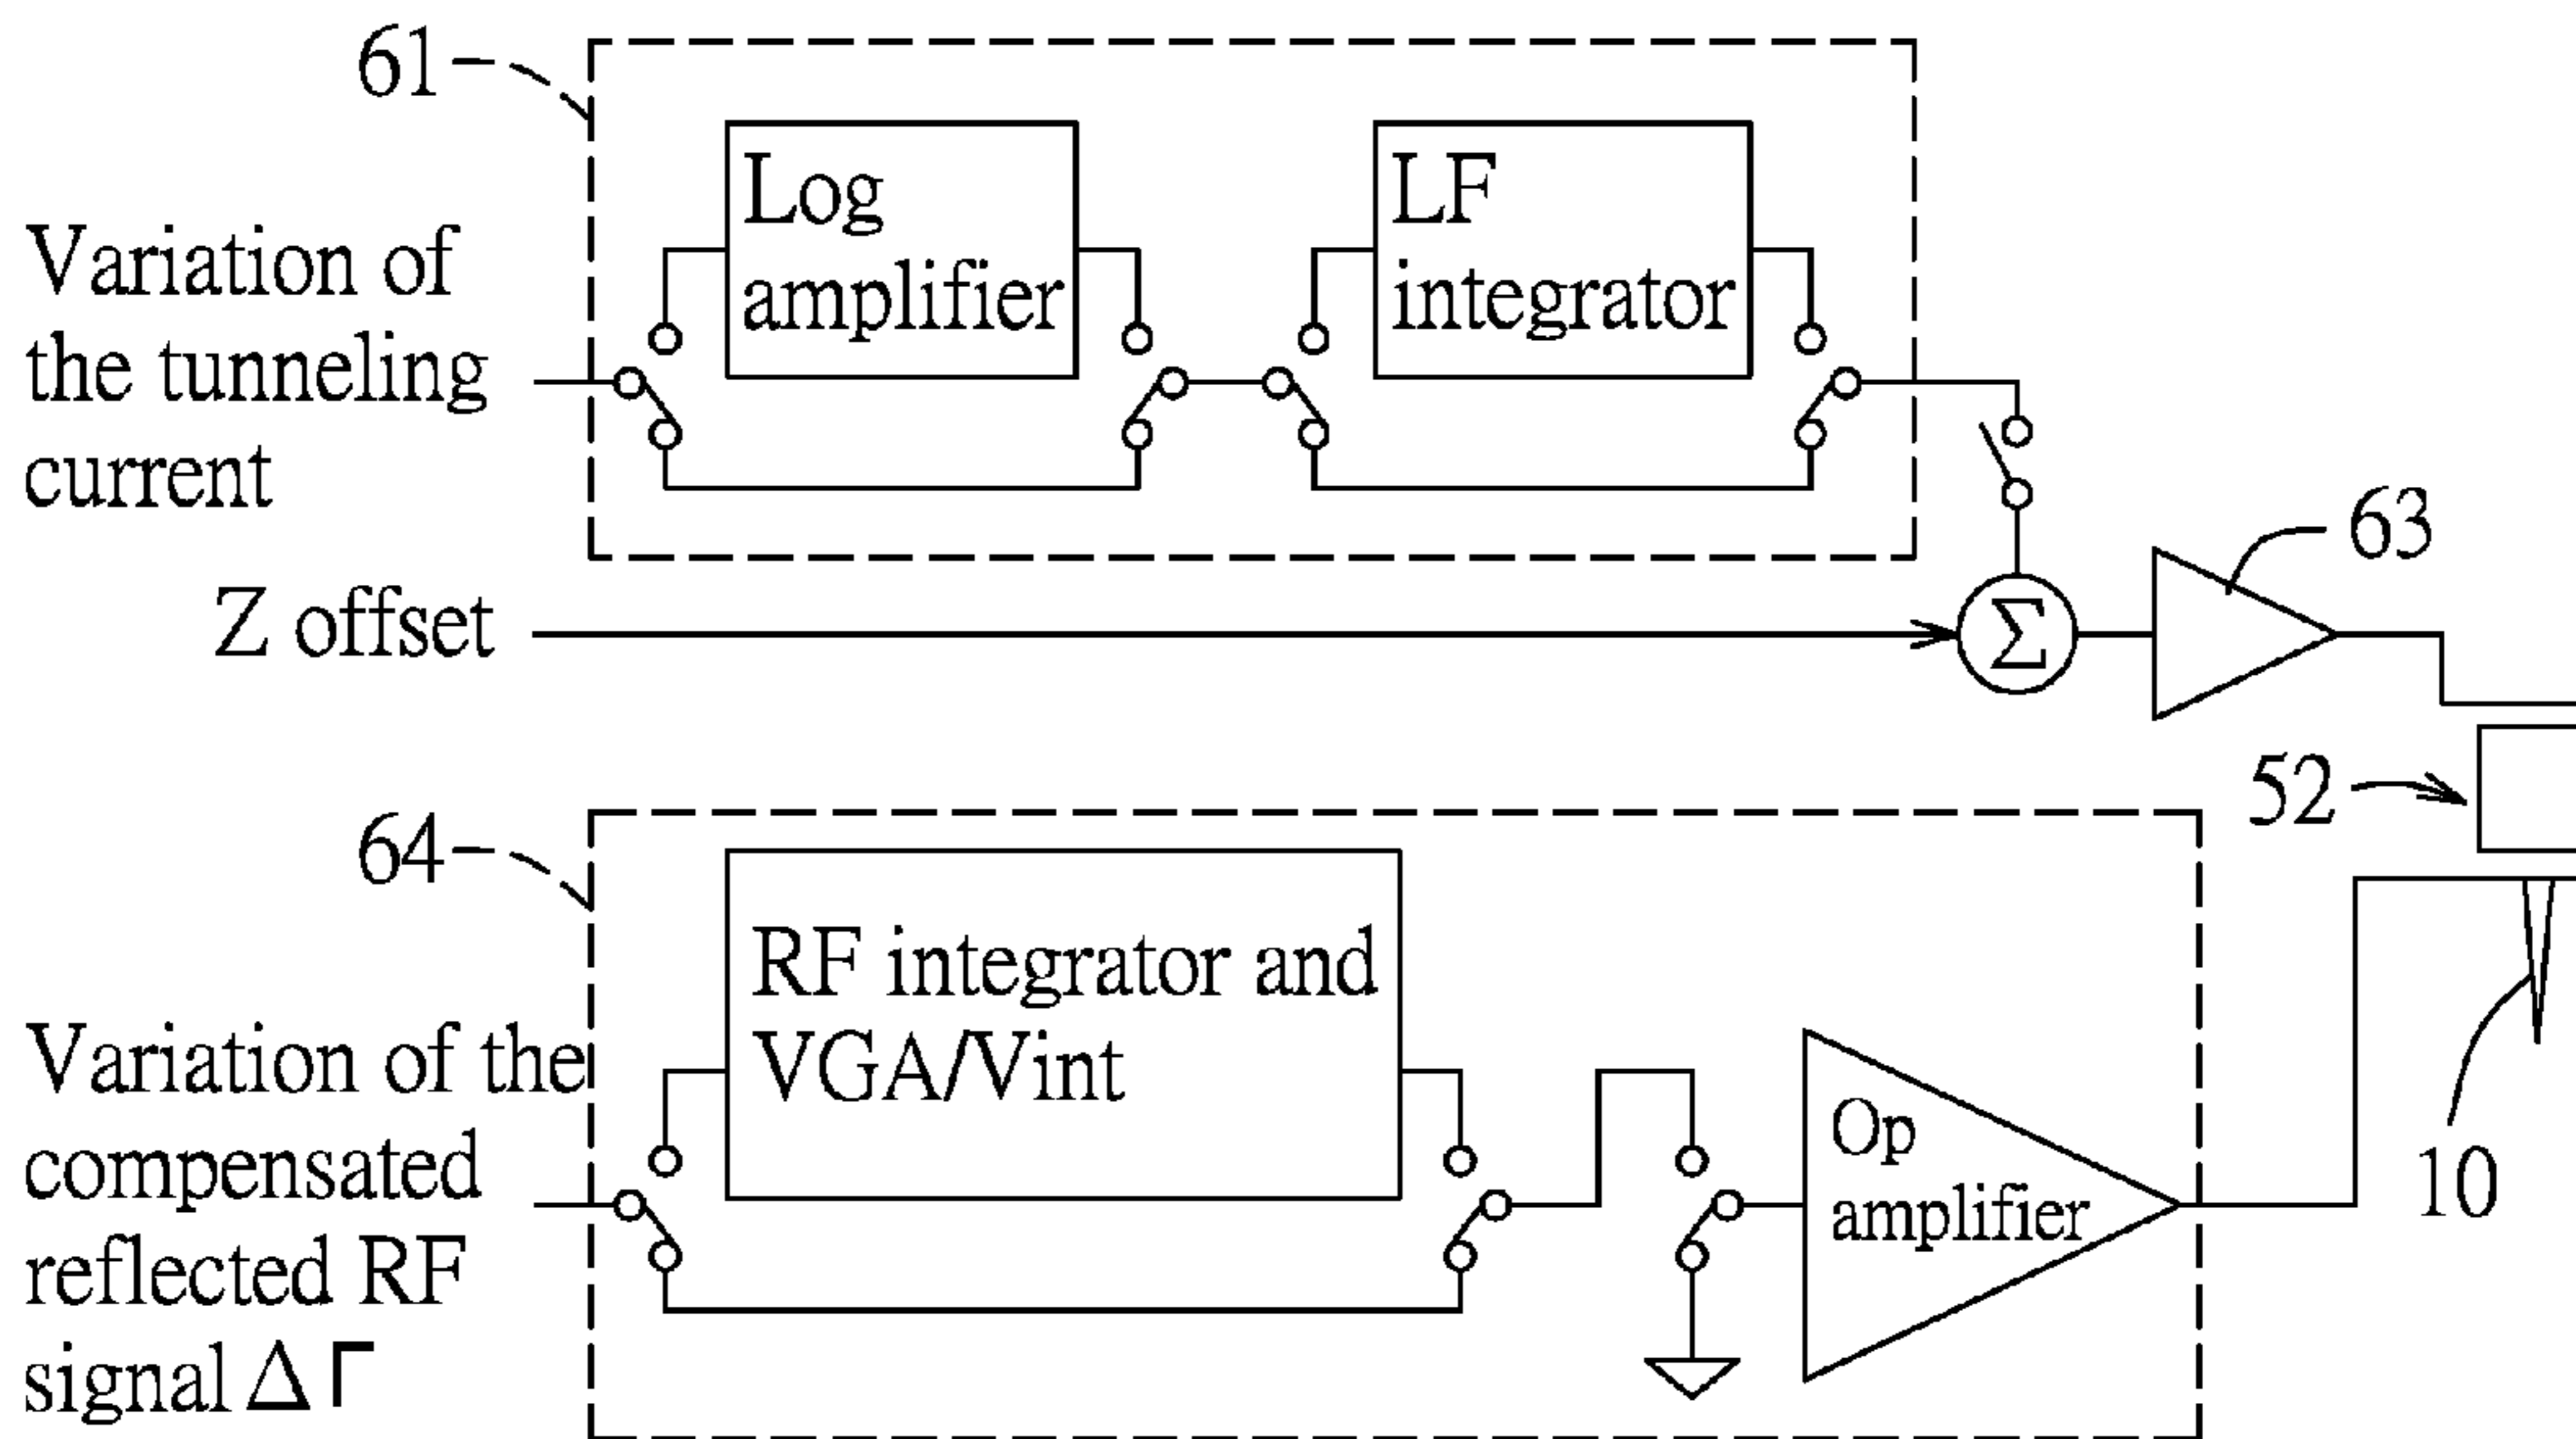 61
Log
amplifier
LF
integrator
Variation of
the tunneling
current
63
Z offset
Σ
52
64
RF integrator and
VGA/Vint
Variation of the
compensated
reflected RF
signal ΔΓ
Op
amplifier
10